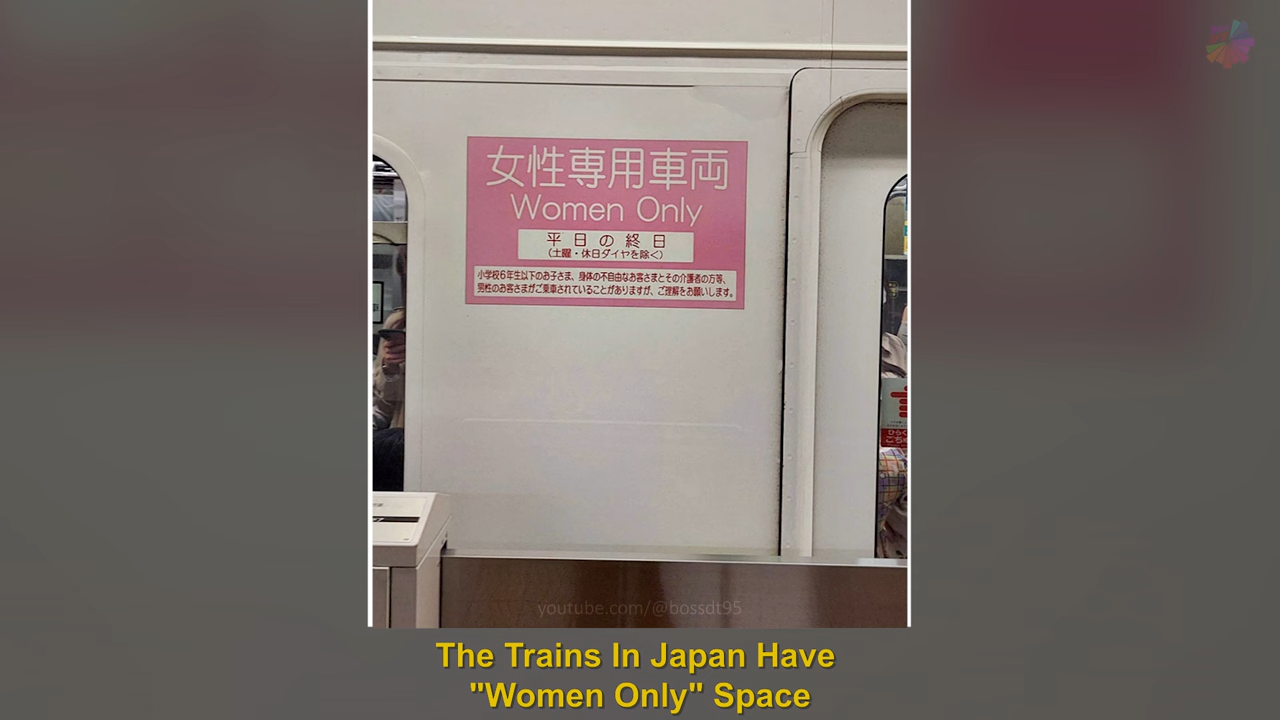 女性専用車両
Women Only
平日の終日
(土曜・休日ダイヤを除く)
小学校6年生以下のお子さま、身体の不自由なお客さまとその介護者の方等、
男性のお客さまがご乗車されていることがありますが、ご理解をお願いします。
ひらく
youtube.com/@bossdt95
The Trains In Japan Have
"Women Only" Space